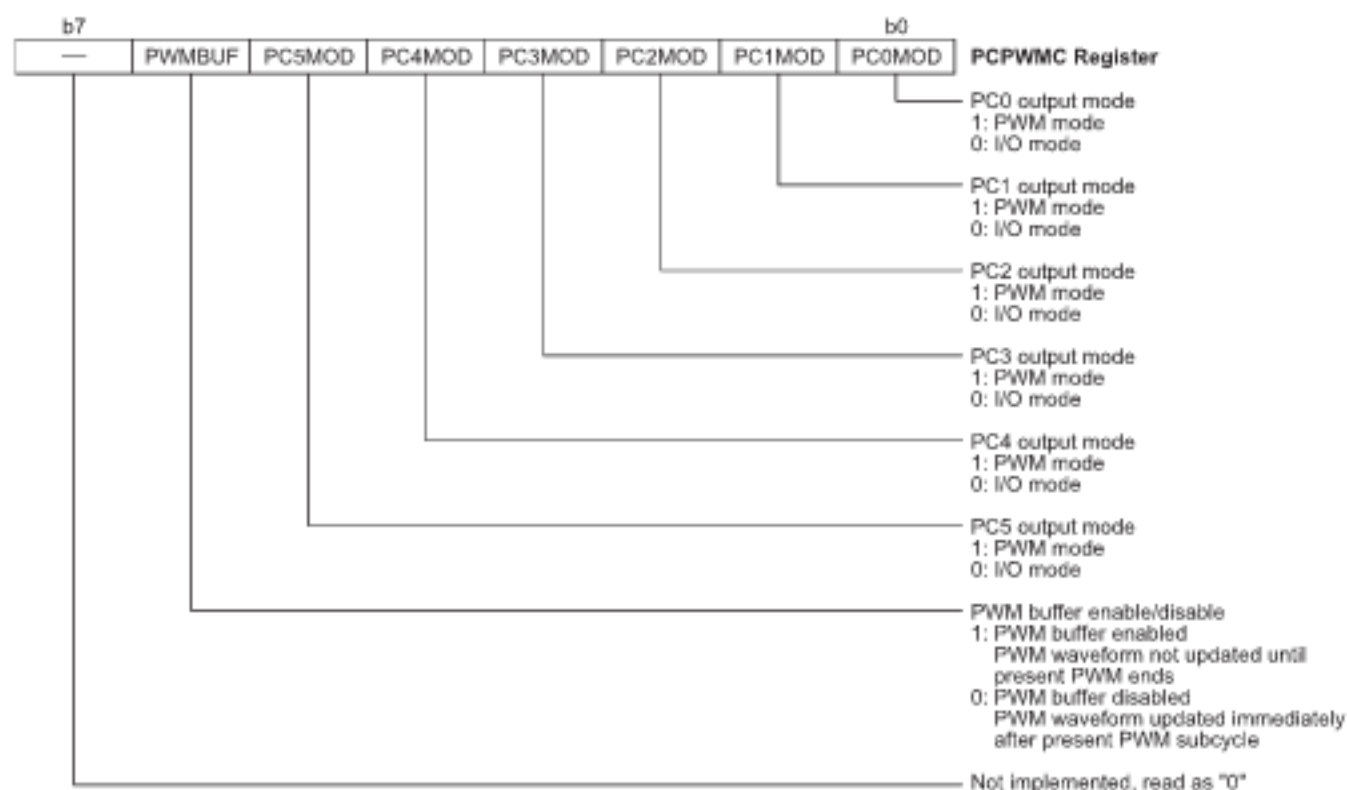 b7 b0
— PWMBUF PC5MOD PC4MOD PC3MOD PC2MOD PC1MOD PC0MOD PCPWMC Register
PC0 output mode
1: PWM mode
0: I/O mode
PC1 output mode
1: PWM mode
0: I/O mode
PC2 output mode
1: PWM mode
0: I/O mode
PC3 output mode
1: PWM mode
0: I/O mode
PC4 output mode
1: PWM mode
0: I/O mode
PC5 output mode
1: PWM mode
0: I/O mode
PWM buffer enable/disable
1: PWM buffer enabled
PWM waveform not updated until
present PWM ends
0: PWM buffer disabled
PWM waveform updated immediately
after present PWM subcycle
Not implemented, read as "0"